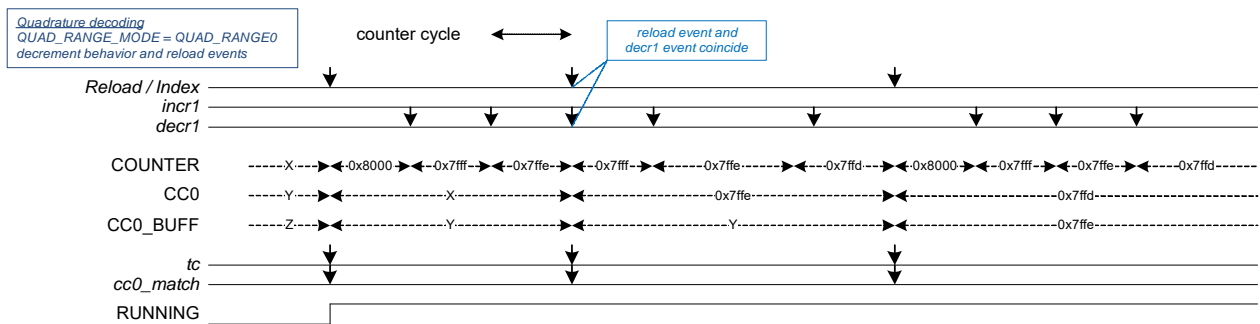 Quadrature decoding
QUAD_RANGE_MODE = QUAD_RANGE0
decrement behavior and reload events
counter cycle
reload event and
decr1 event coincide
Reload / Index
incr1
decr1
COUNTER X 0x8000 0x7fff 0x7ffe 0x7fff 0x7ffe 0x7ffd 0x8000 0x7fff 0x7ffe 0x7ffd
CC0 Y X 0x7ffe 0x7ffd
CC0_BUFF Z Y Y 0x7ffe
tc
cc0_match
RUNNING